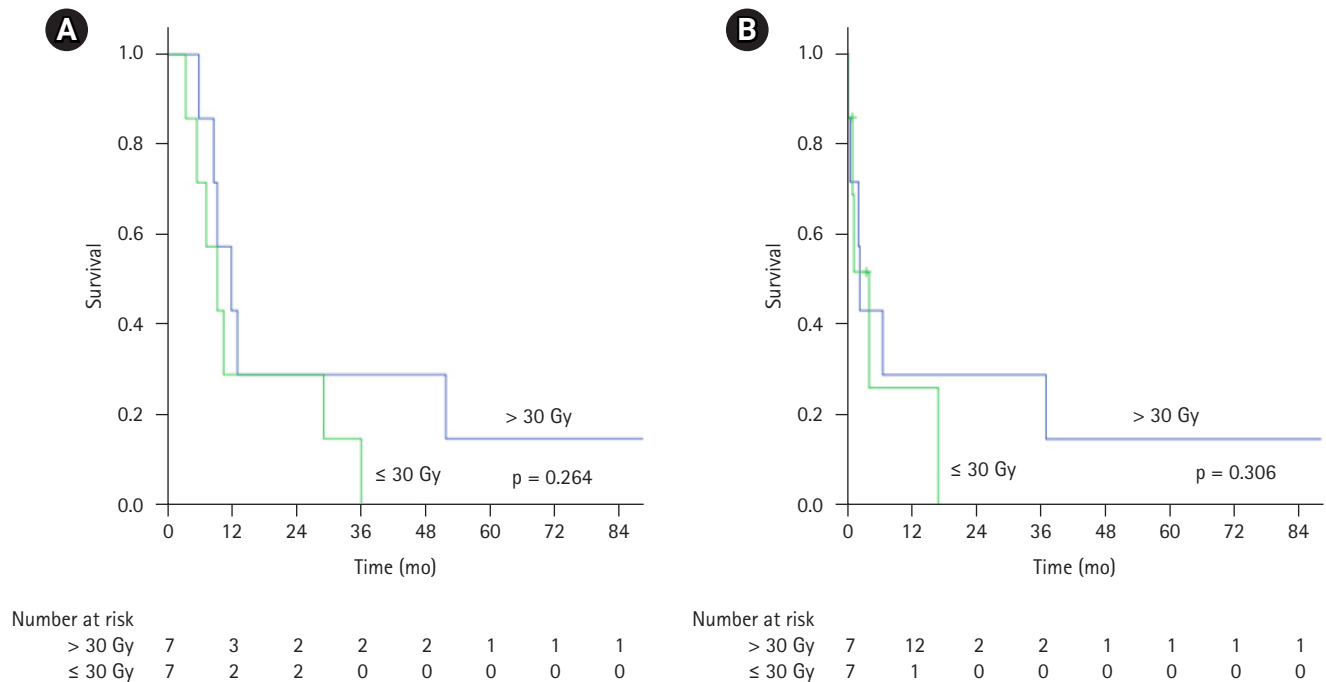 A
1.0
0.8
0.6
0.4
0.2
0.0
Survival
> 30 Gy
≤ 30 Gy
p = 0.264
0 12 24 36 48 60 72 84
Time (mo)
Number at risk
> 30 Gy 7 3 2 2 2 1 1 1
≤ 30 Gy 7 2 2 0 0 0 0 0
B
1.0
0.8
0.6
0.4
0.2
0.0
Survival
> 30 Gy
≤ 30 Gy
p = 0.306
0 12 24 36 48 60 72 84
Time (mo)
Number at risk
> 30 Gy 7 12 2 2 1 1 1 1
≤ 30 Gy 7 1 0 0 0 0 0 0